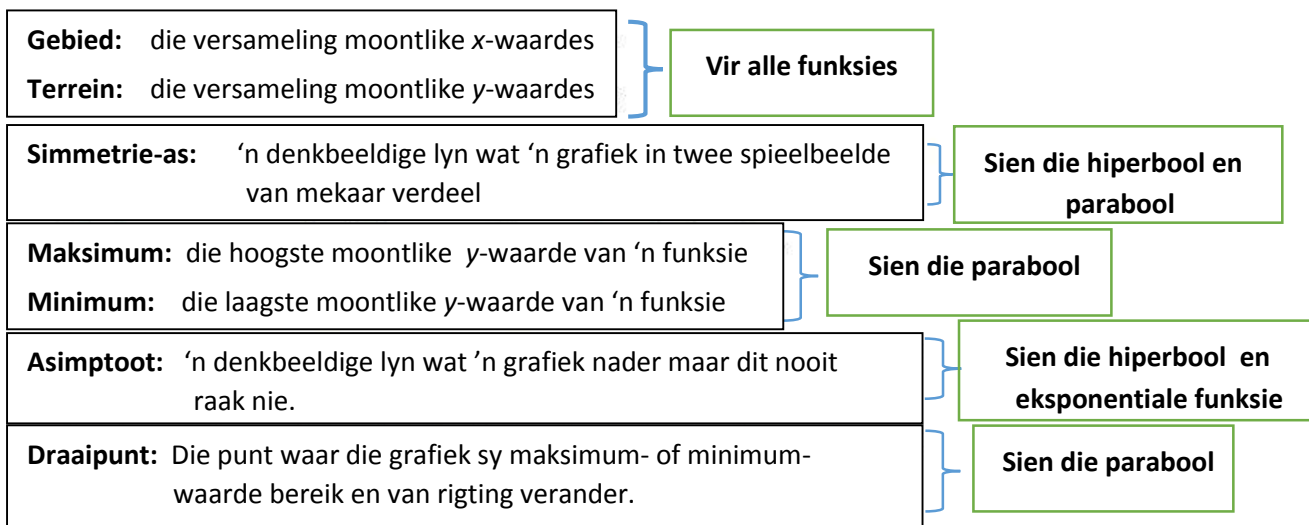 Gebied: die versameling moontlike x-waardes
Terrein: die versameling moontlike y-waardes
Vir alle funksies
Simmetrie-as: ‘n denkbeeldige lyn wat ‘n grafiek in twee spieelbeelde
van mekaar verdeel
Sien die hiperbool en
parabool
Maksimum: die hoogste moontlike y-waarde van ‘n funksie
Minimum: die laagste moontlike y-waarde van ‘n funksie
Sien die parabool
Asimptoot: ‘n denkbeeldige lyn wat ’n grafiek nader maar dit nooit
raak nie.
Sien die hiperbool en
eksponentiale funksie
Draaipunt: Die punt waar die grafiek sy maksimum- of minimum-
waarde bereik en van rigting verander.
Sien die parabool